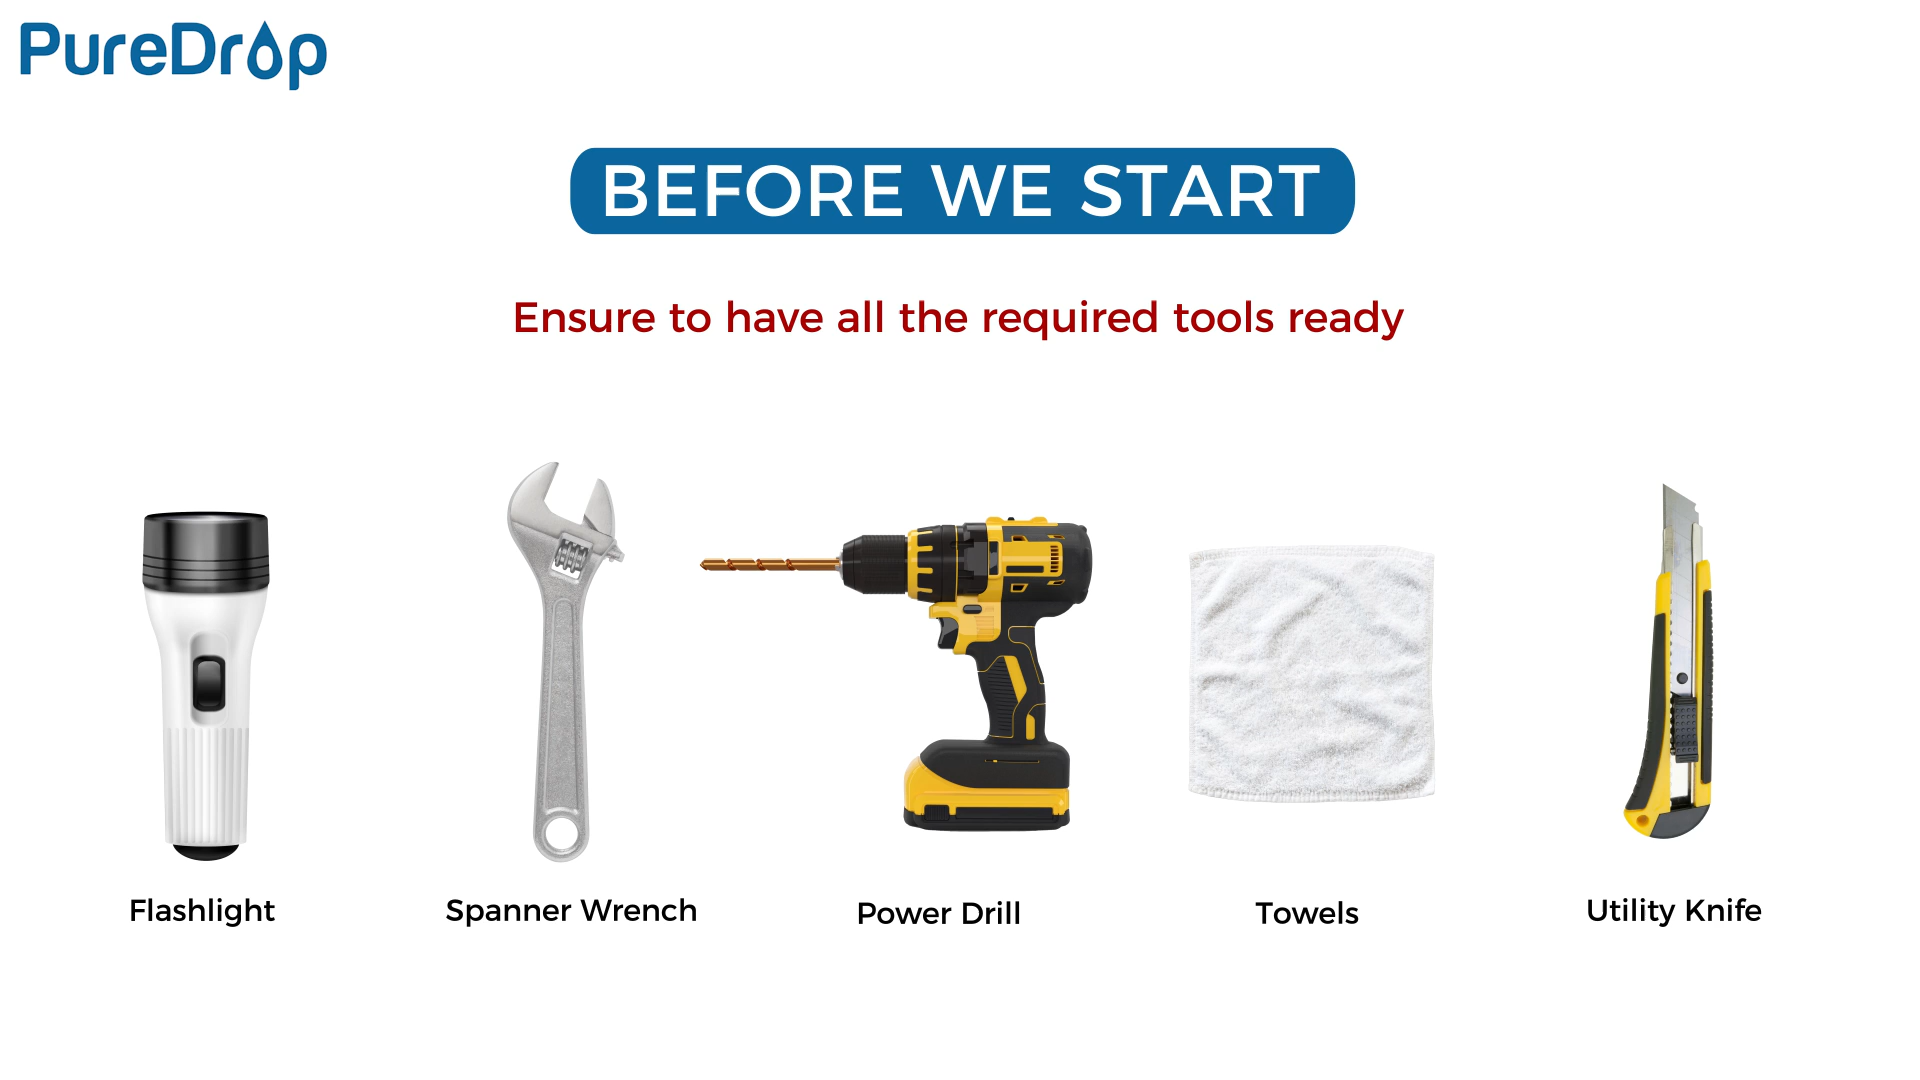 PureDrop
BEFORE WE START
Ensure to have all the required tools ready
Flashlight
Spanner Wrench
Power Drill
Towels
Utility Knife